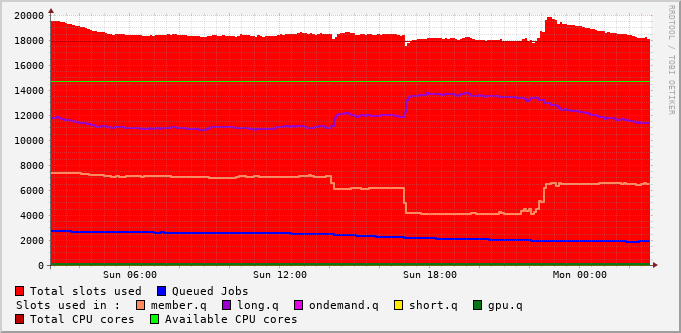 20000
18000
16000
14000
12000
10000
8000
6000
4000
2000
0
Sun 06:00 Sun 12:00 Sun 18:00 Mon 00:00
RRDTOOL / TOBI OETIKER
Total slots used Queued Jobs
Slots used in : member.q long.q ondemand.q short.q gpu.q
Total CPU cores Available CPU cores